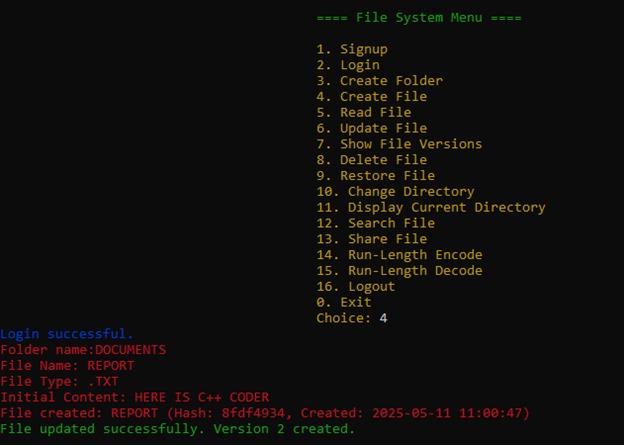 ==== File System Menu ====
1. Signup
2. Login
3. Create Folder
4. Create File
5. Read File
6. Update File
7. Show File Versions
8. Delete File
9. Restore File
10. Change Directory
11. Display Current Directory
12. Search File
13. Share File
14. Run-Length Encode
15. Run-Length Decode
16. Logout
0. Exit
Choice: 4
Login successful.
Folder name:DOCUMENTS
File Name: REPORT
File Type: .TXT
Initial Content: HERE IS C++ CODER
File created: REPORT (Hash: 8fdf4934, Created: 2025-05-11 11:00:47)
File updated successfully. Version 2 created.